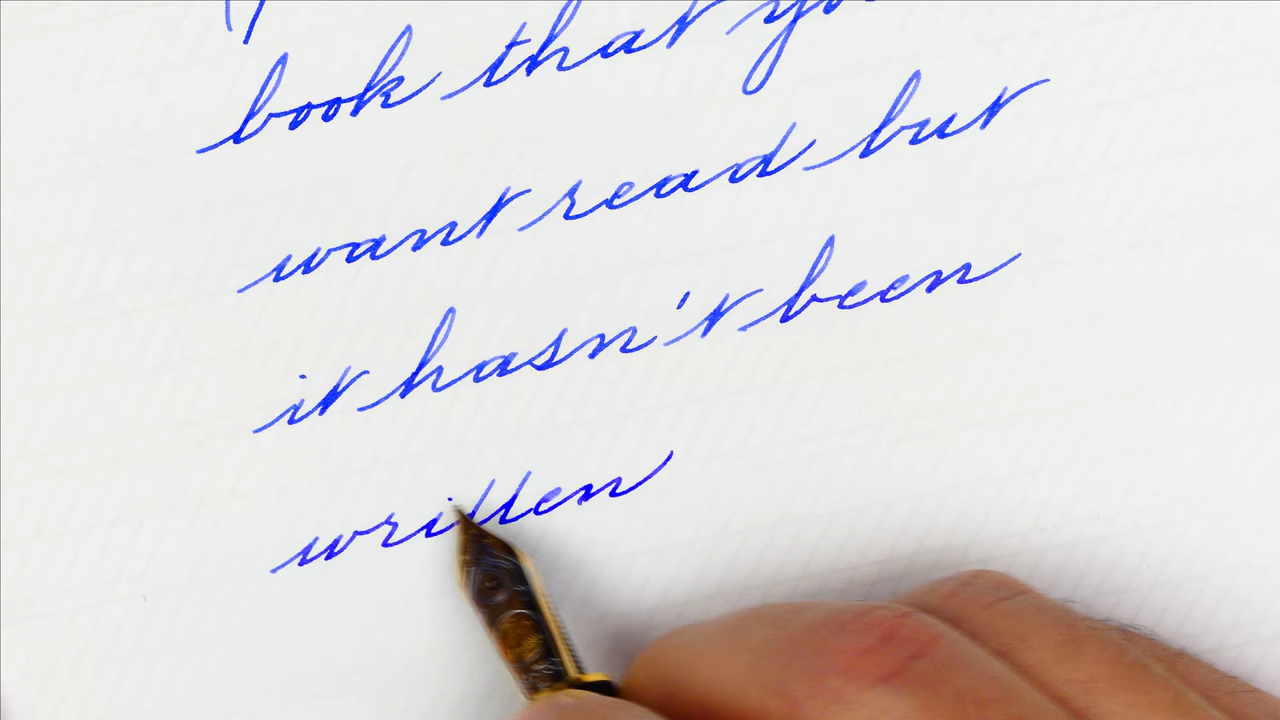 book that
want read but
it hasn't been
written